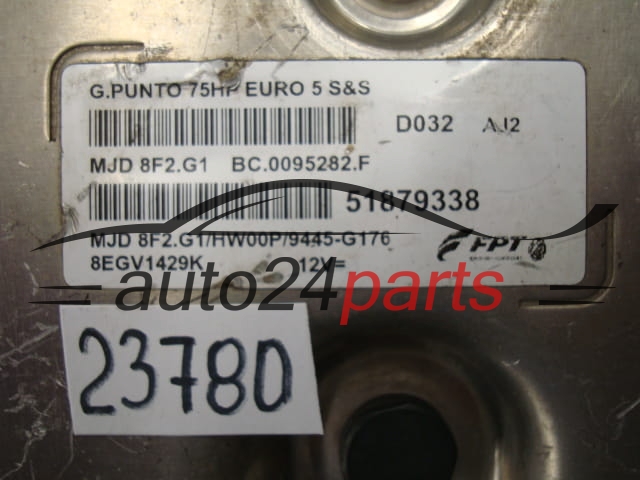 G.PUNTO 75HP EURO 5 S&S
D032 AJ2
MJD 8F2.G1 BC.0095282.F
51879338
MJD 8F2.G1/HW00P/9445-G176
FPT
8EGV1429K 12V=
auto24parts
23780